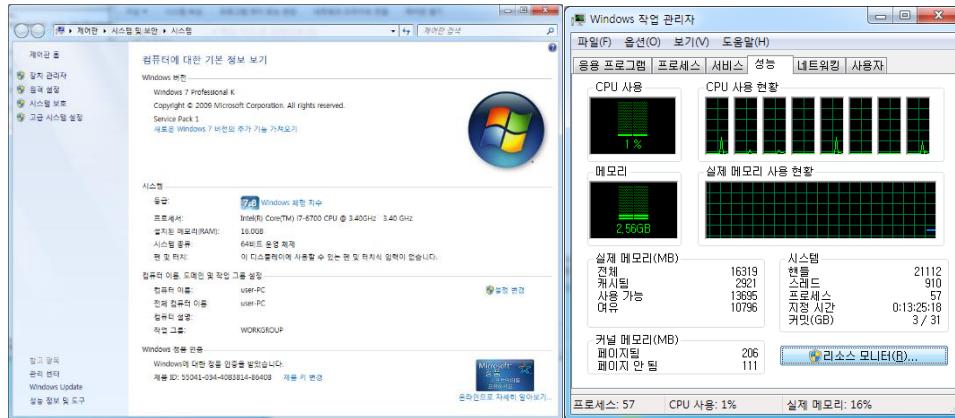 제어판 ▸ 시스템 및 보안 ▸ 시스템
제어판 검색
제어판 홈
장치 관리자
원격 설정
시스템 보호
고급 시스템 설정
컴퓨터에 대한 기본 정보 보기
Windows 버전
Windows 7 Professional K
Copyright © 2009 Microsoft Corporation. All rights reserved.
Service Pack 1
새로운 Windows 7 버전의 추가 기능 가져오기
시스템
등급: 7.8 Windows 체험 지수
프로세서: Intel(R) Core(TM) i7-6700 CPU @ 3.40GHz 3.40 GHz
설치된 메모리(RAM): 16.0GB
시스템 종류: 64비트 운영 체제
펜 및 터치: 이 디스플레이에 사용할 수 있는 펜 및 터치식 입력이 없습니다.
컴퓨터 이름, 도메인 및 작업 그룹 설정
컴퓨터 이름: user-PC
설정 변경
전체 컴퓨터 이름: user-PC
컴퓨터 설명:
작업 그룹: WORKGROUP
Windows 정품 인증
Windows에 대한 정품 인증을 받았습니다.
제품 ID: 55041-034-4083814-86408 제품 키 변경
Microsoft
정품
온라인으로 자세히 알아보기...
참고 항목
관리 센터
Windows Update
성능 정보 및 도구
Windows 작업 관리자
파일(F) 옵션(O) 보기(V) 도움말(H)
응용 프로그램 프로세스 서비스 성능 네트워킹 사용자
CPU 사용
CPU 사용 현황
1 %
메모리
실제 메모리 사용 현황
2,56GB
실제 메모리(MB)
전체 16319
캐시됨 2921
사용 가능 13695
여유 10796
시스템
핸들 21112
스레드 910
프로세스 57
지정 시간 0:13:25:18
커밋(GB) 3 / 31
커널 메모리(MB)
페이지됨 206
페이지 안 됨 111
리소스 모니터(R)...
프로세스: 57 CPU 사용: 1% 실제 메모리: 16%